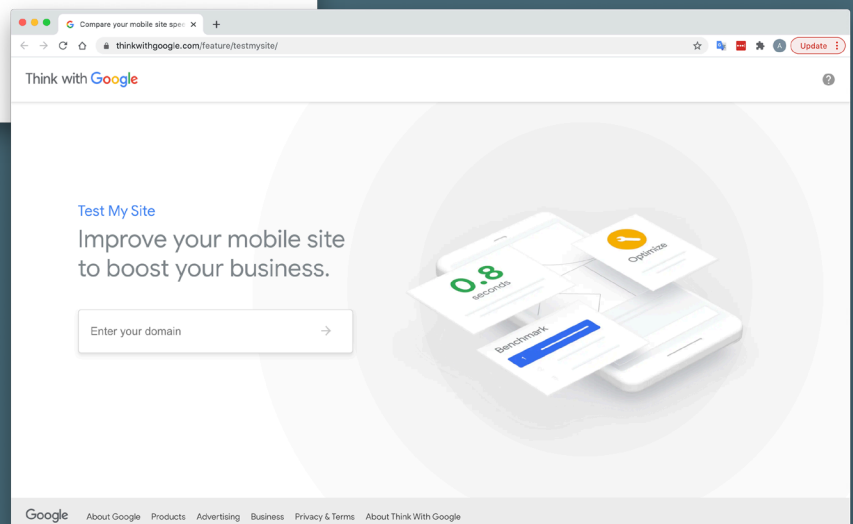 Compare your mobile site spee
thinkwithgoogle.com/feature/testmysite/
A
Update
Think with Google
Test My Site
Improve your mobile site
to boost your business.
Enter your domain
0.8
seconds
Optimize
Benchmark
Google
About Google Products Advertising Business Privacy & Terms About Think With Google